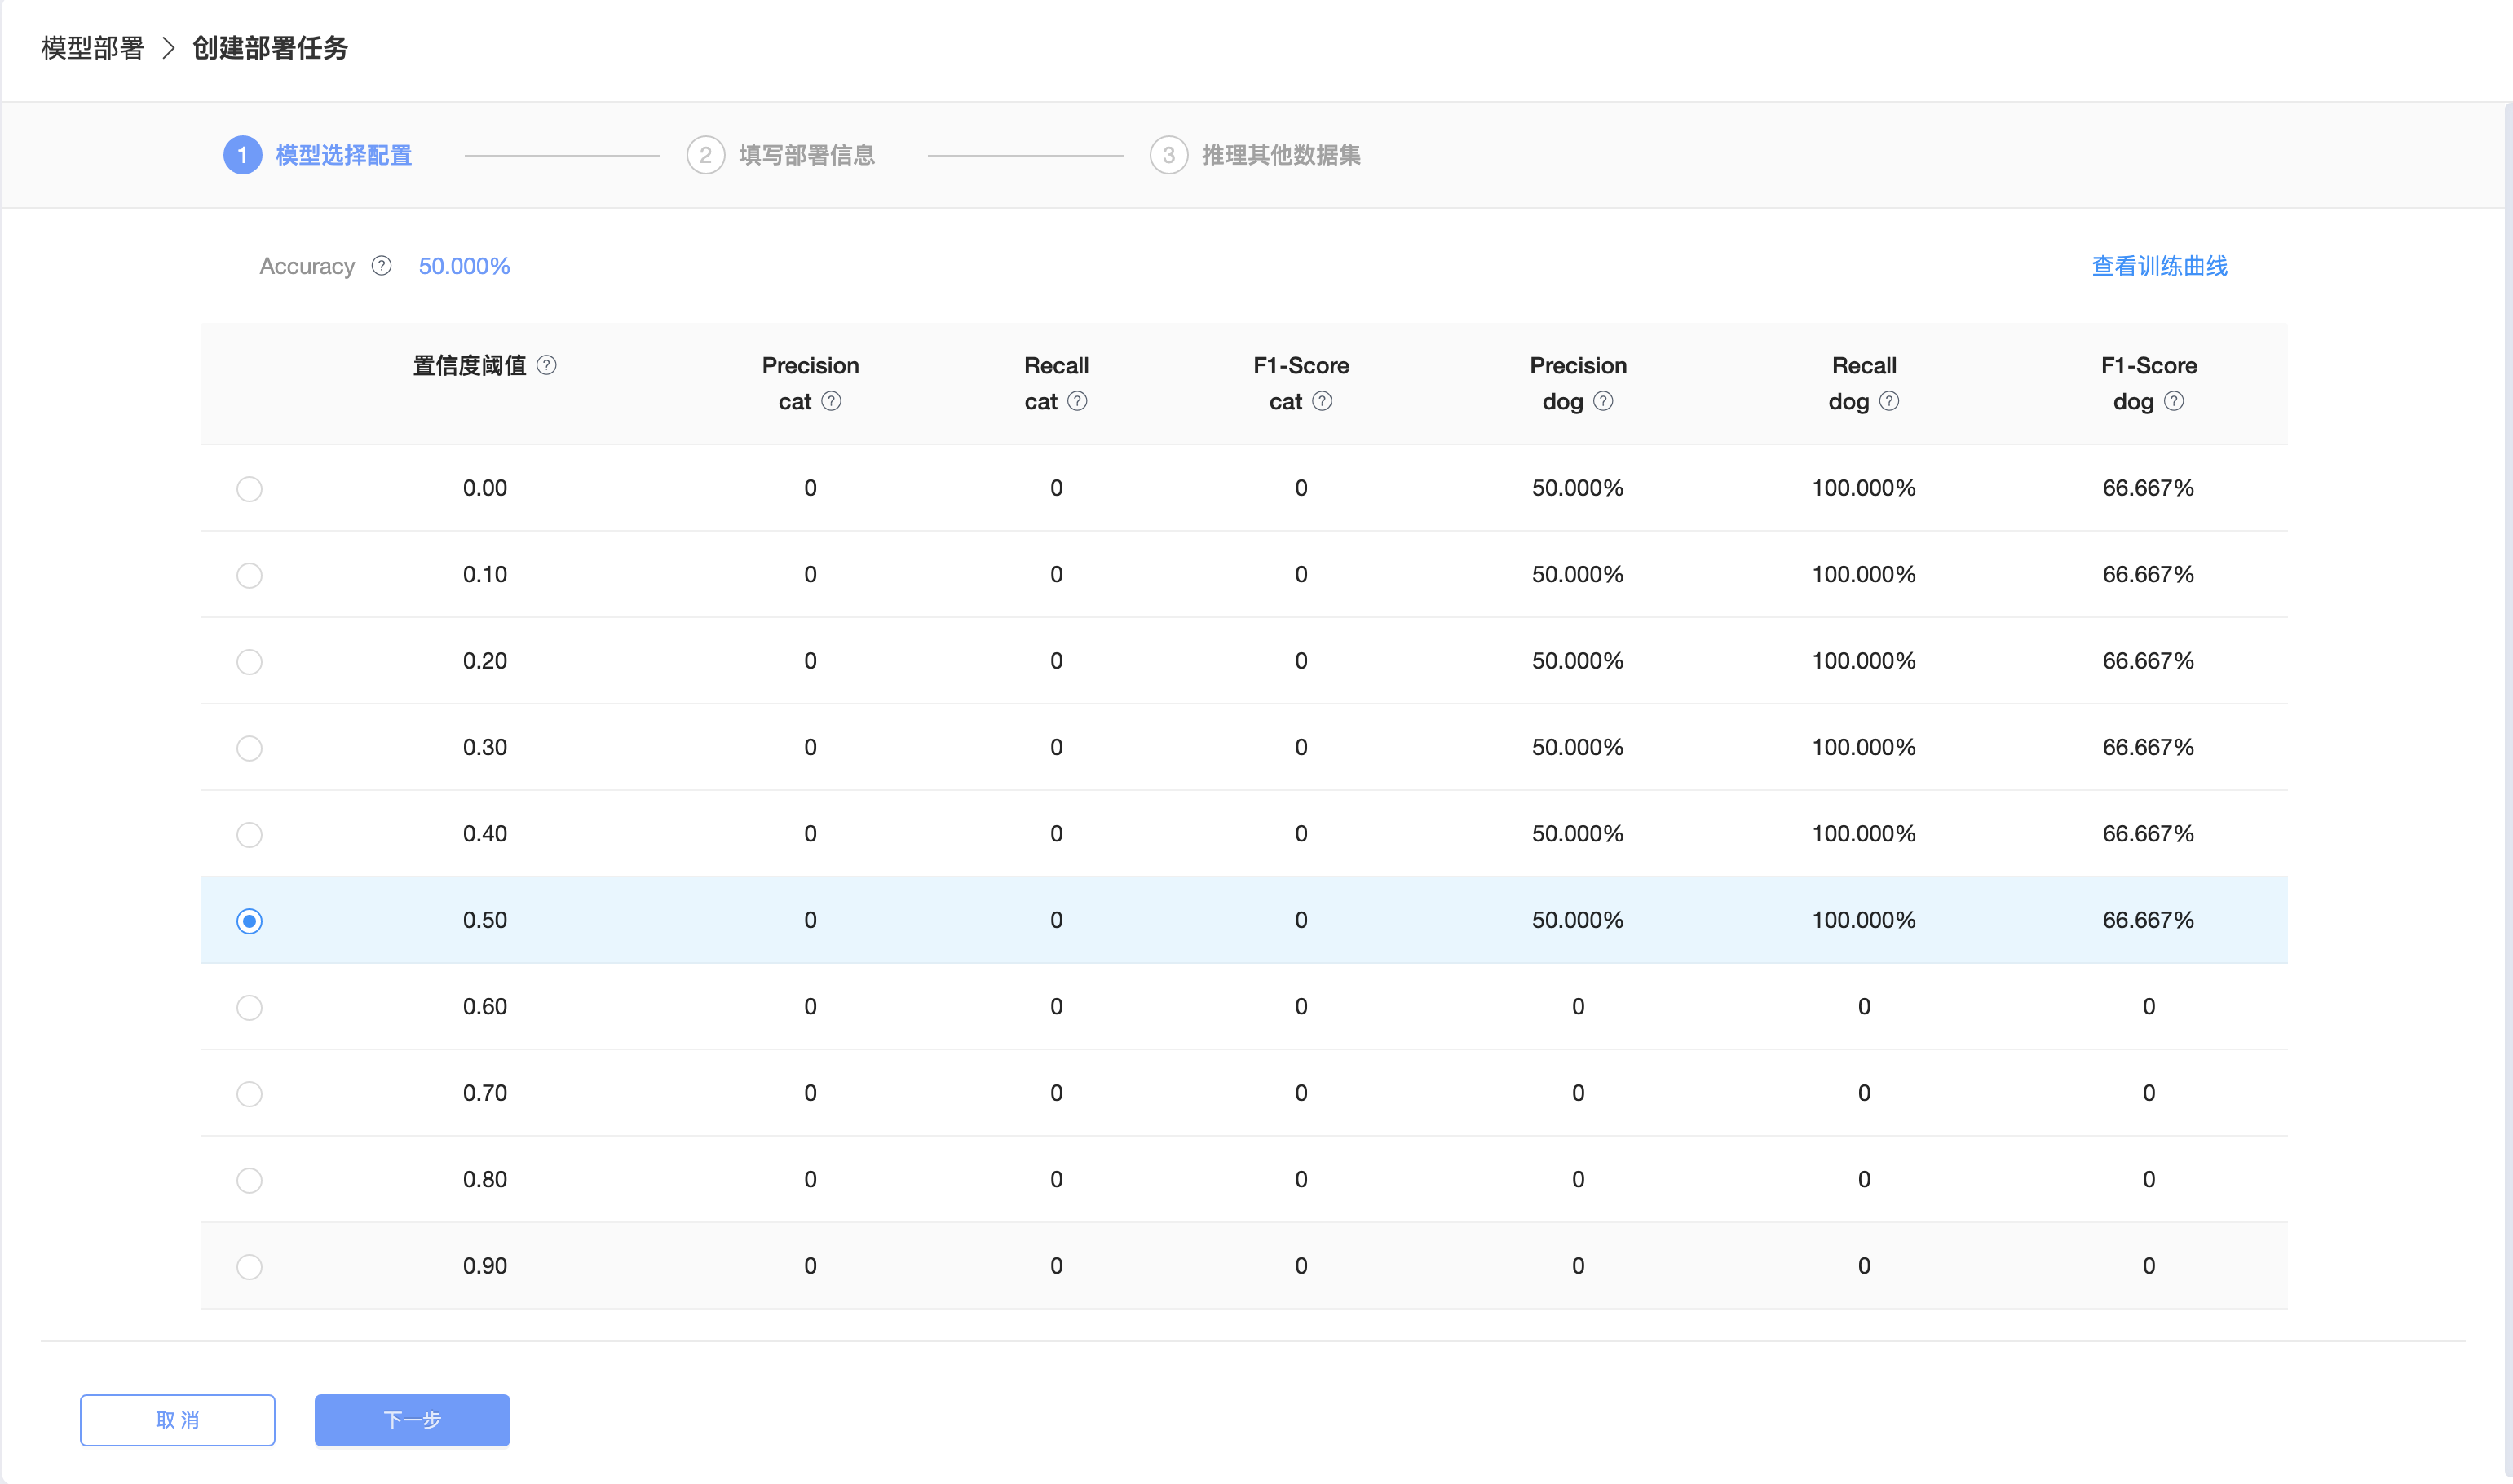 模型部署 > 创建部署任务
1 模型选择配置 2 填写部署信息 3 推理其他数据集
Accuracy ? 50.000% 查看训练曲线
置信度阈值 ? Precision Recall F1-Score Precision Recall F1-Score
cat ? cat ? cat ? dog ? dog ? dog ?
0.00 0 0 0 50.000% 100.000% 66.667%
0.10 0 0 0 50.000% 100.000% 66.667%
0.20 0 0 0 50.000% 100.000% 66.667%
0.30 0 0 0 50.000% 100.000% 66.667%
0.40 0 0 0 50.000% 100.000% 66.667%
0.50 0 0 0 50.000% 100.000% 66.667%
0.60 0 0 0 0 0 0
0.70 0 0 0 0 0 0
0.80 0 0 0 0 0 0
0.90 0 0 0 0 0 0
取 消 下一步